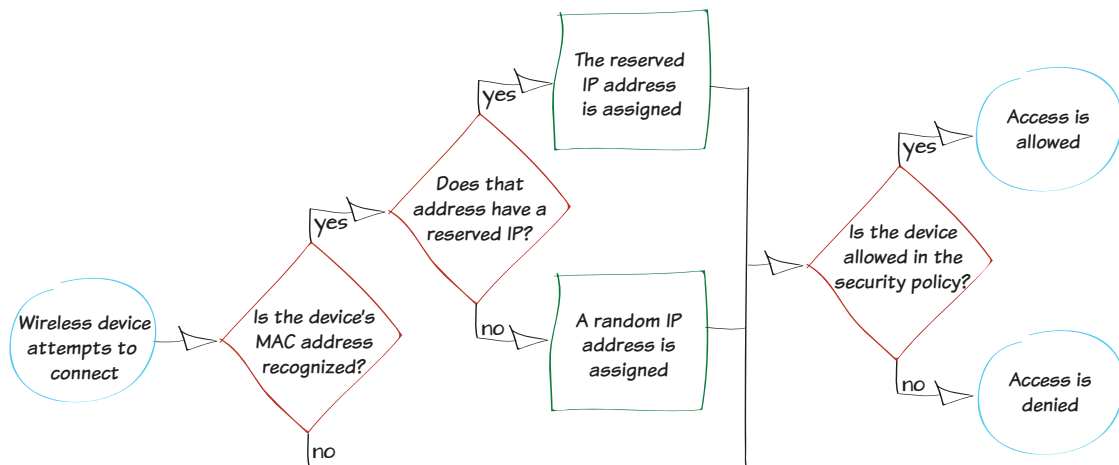 Wireless device
attempts to
connect
Is the device's
MAC address
recognized?
yes
no
Does that
address have a
reserved IP?
yes
no
The reserved
IP address
is assigned
A random IP
address is
assigned
Is the device
allowed in the
security policy?
yes
no
Access is
allowed
Access is
denied